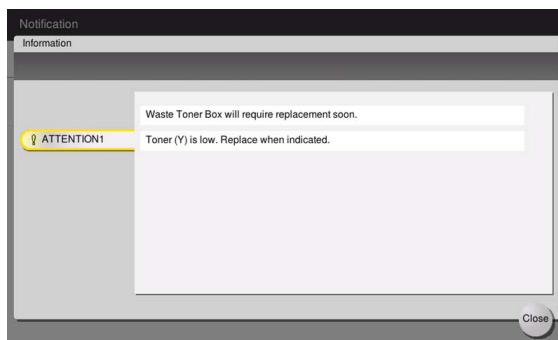 Notification
Information
Waste Toner Box will require replacement soon.
ATTENTION1
Toner (Y) is low. Replace when indicated.
Close